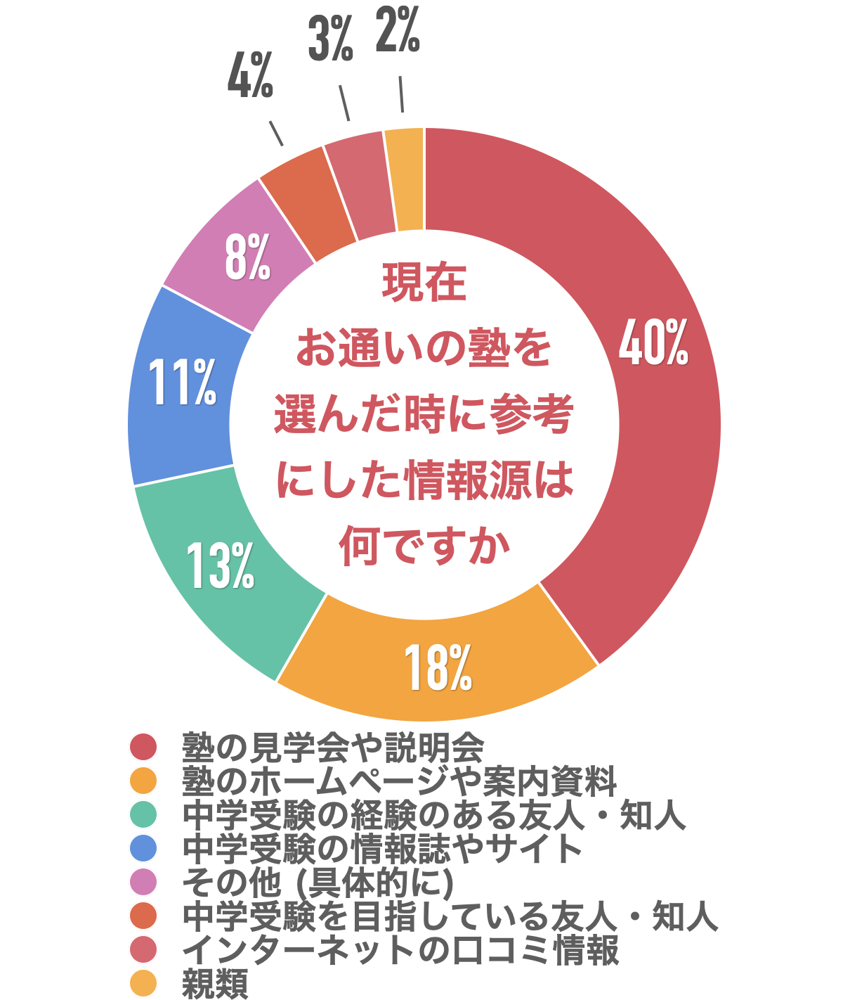 2%
3%
4%
8%
40%
11%
13%
18%
現在
お通いの塾を
選んだ時に参考
にした情報源は
何ですか
塾の見学会や説明会
塾のホームページや案内資料
中学受験の経験のある友人・知人
中学受験の情報誌やサイト
その他 (具体的に)
中学受験を目指している友人・知人
インターネットの口コミ情報
親類